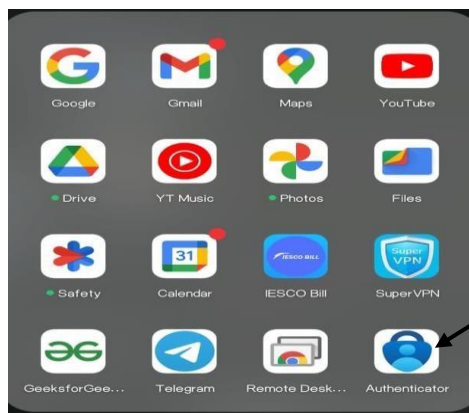 Google Gmail Maps YouTube
31
Drive YT Music Photos Files
IESCO BILL
Super
VPN
Safety Calendar IESCO Bill SuperVPN
GeeksforGee... Telegram Remote Desk... Authenticator